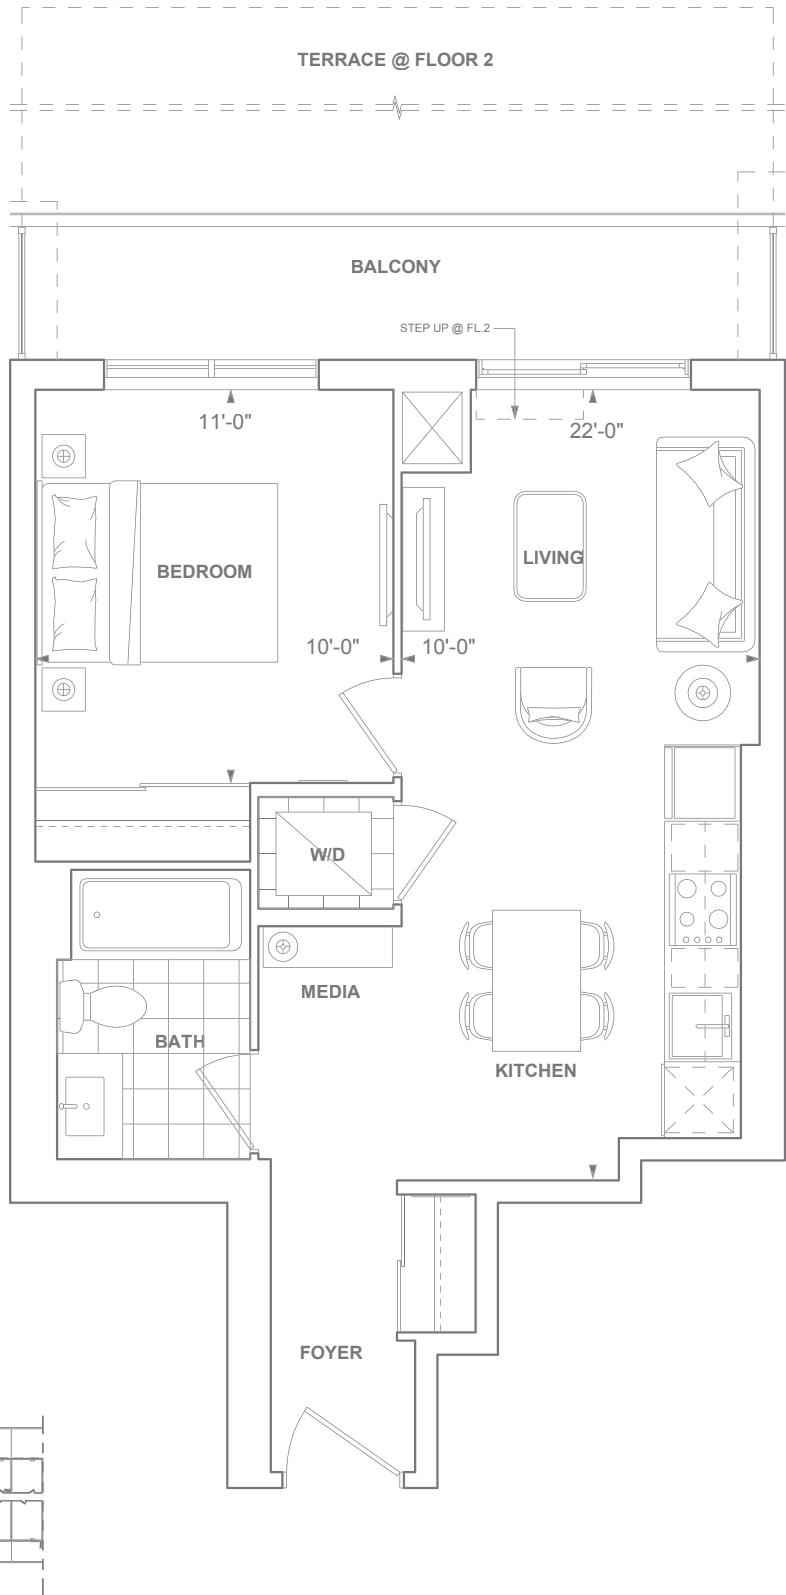 TERRACE @ FLOOR 2
BALCONY
STEP UP @ FL.2
11'-0"
22'-0"
LIVING
BEDROOM
10'-0"
10'-0"
W/D
MEDIA
BATH
KITCHEN
FOYER